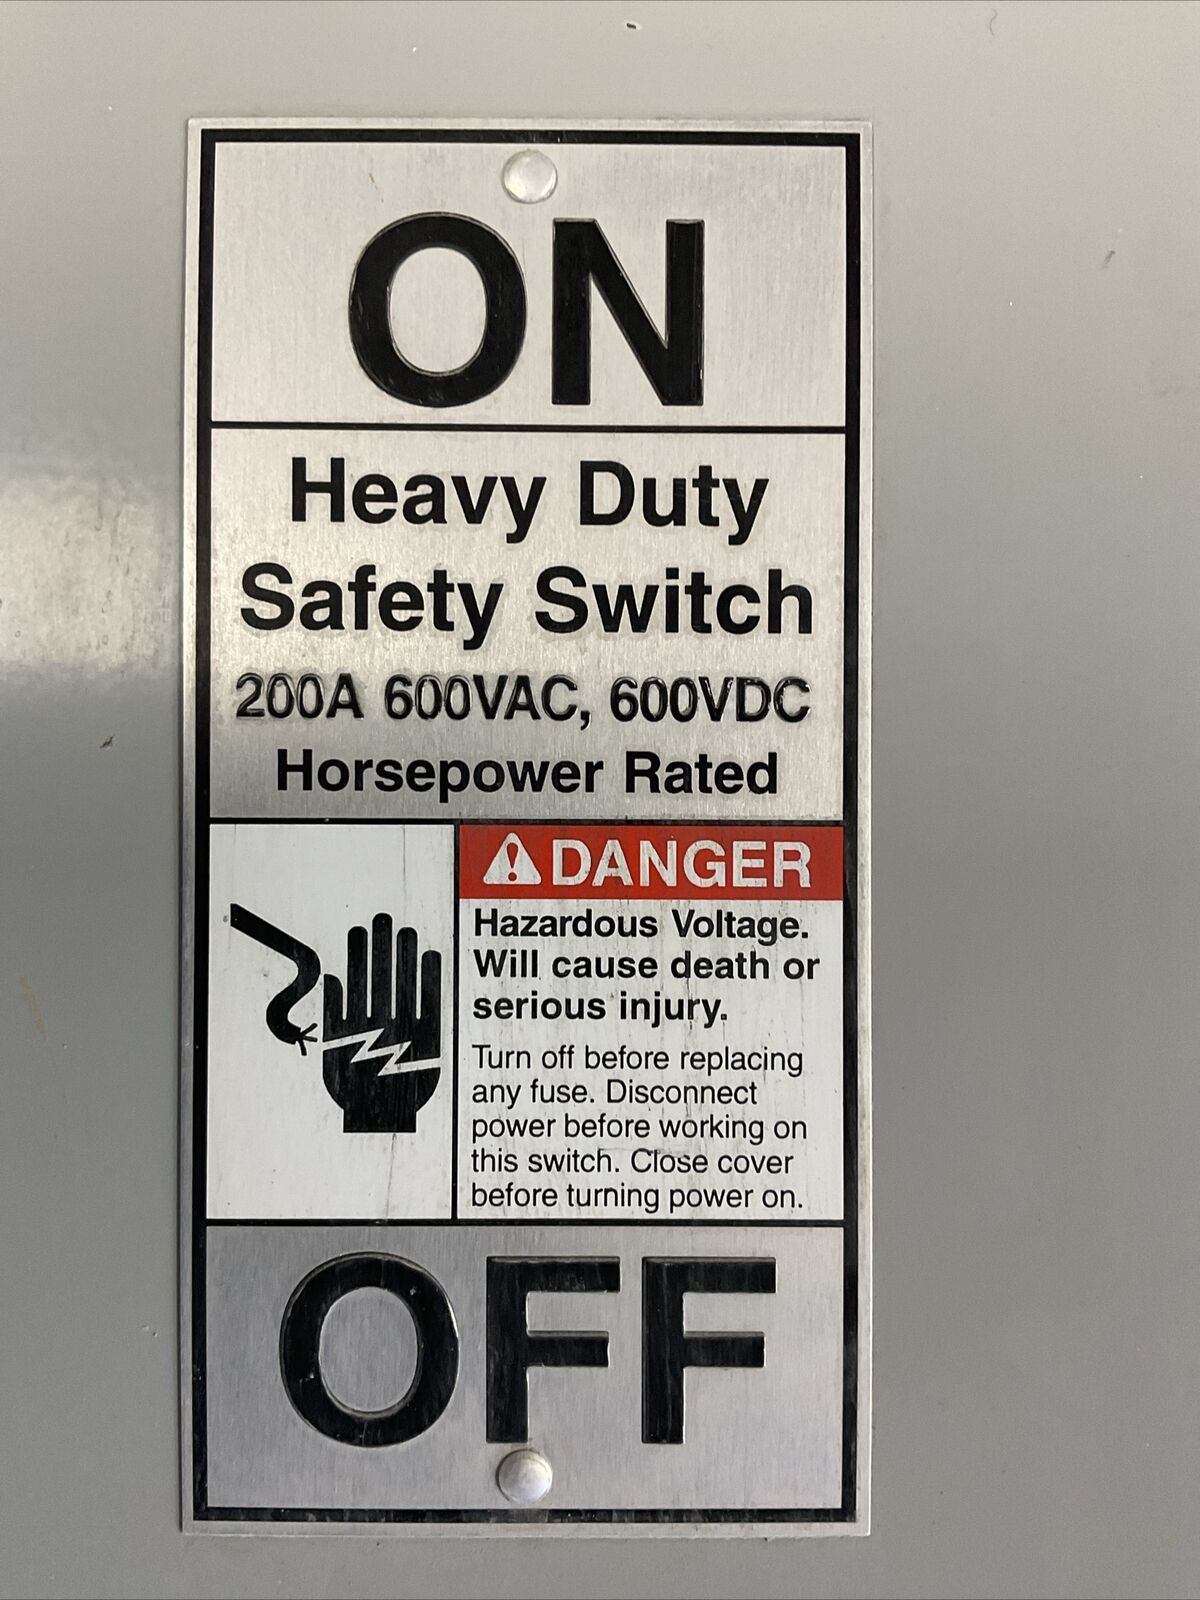 ON
Heavy Duty
Safety Switch
200A 600VAC, 600VDC
Horsepower Rated
DANGER
Hazardous Voltage.
Will cause death or
serious injury.
Turn off before replacing
any fuse. Disconnect
power before working on
this switch. Close cover
before turning power on.
OFF